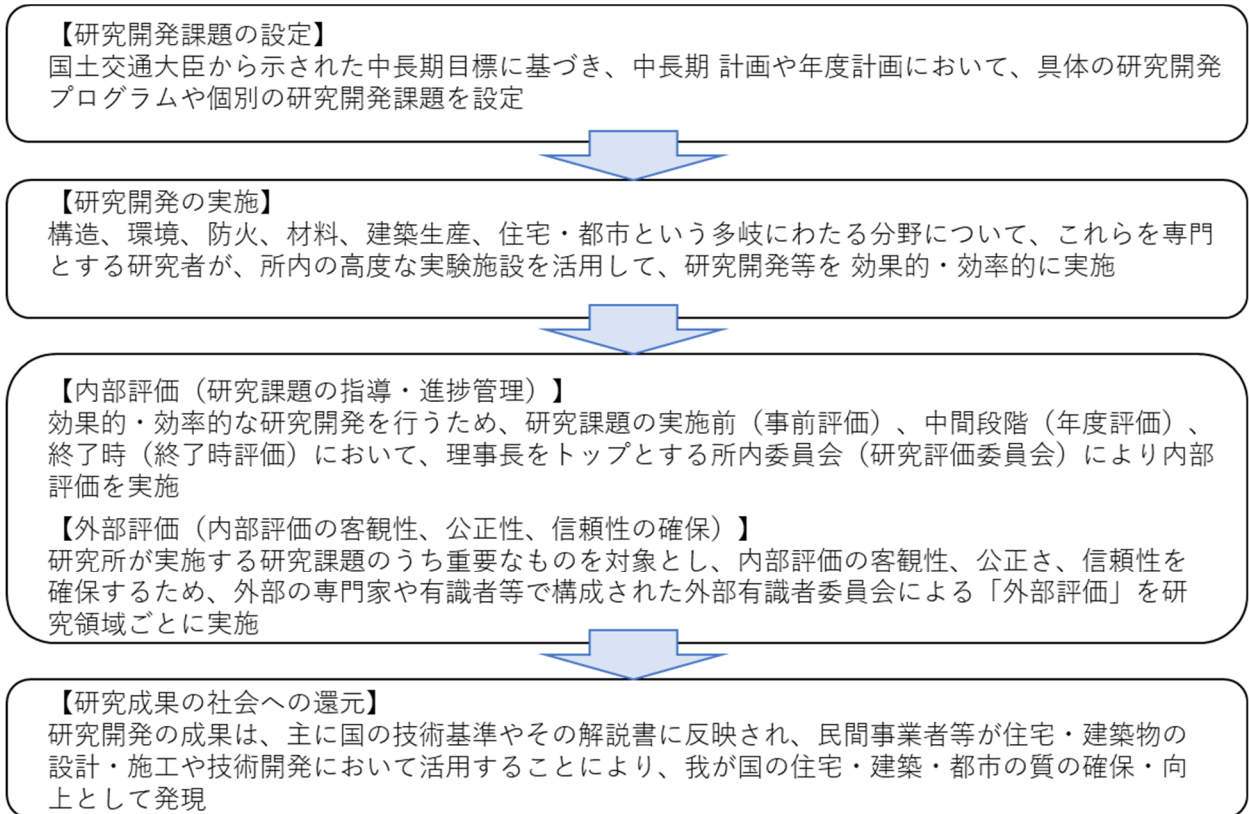 【研究開発課題の設定】
国土交通大臣から示された中長期目標に基づき、中長期 計画や年度計画において、具体の研究開発
プログラムや個別の研究開発課題を設定
【研究開発の実施】
構造、環境、防火、材料、建築生産、住宅・都市という多岐にわたる分野について、これらを専門
とする研究者が、所内の高度な実験施設を活用して、研究開発等を 効果的・効率的に実施
【内部評価（研究課題の指導・進捗管理）】
効果的・効率的な研究開発を行うため、研究課題の実施前（事前評価）、中間段階（年度評価）、
終了時（終了時評価）において、理事長をトップとする所内委員会（研究評価委員会）により内部
評価を実施
【外部評価（内部評価の客観性、公正性、信頼性の確保）】
研究所が実施する研究課題のうち重要なものを対象とし、内部評価の客観性、公正さ、信頼性を
確保するため、外部の専門家や有識者等で構成された外部有識者委員会による「外部評価」を研
究領域ごとに実施
【研究成果の社会への還元】
研究開発の成果は、主に国の技術基準やその解説書に反映され、民間事業者等が住宅・建築物の
設計・施工や技術開発において活用することにより、我が国の住宅・建築・都市の質の確保・向
上として発現